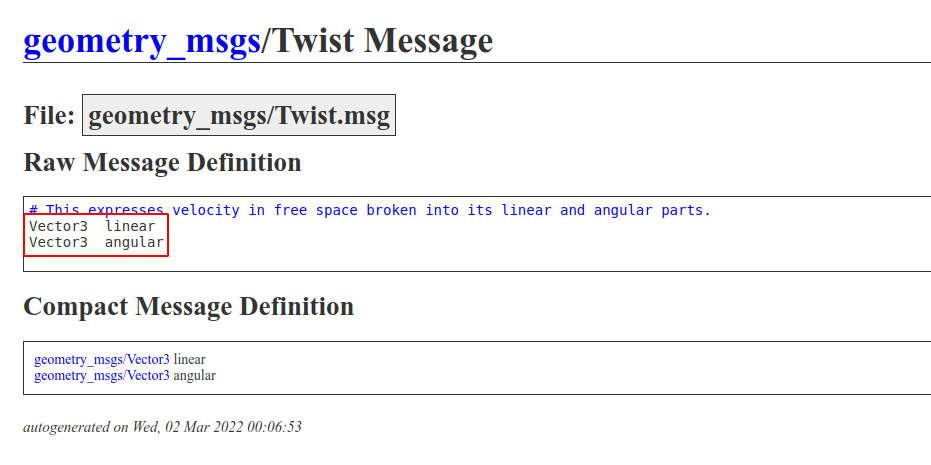 geometry_msgs/Twist Message
File: geometry_msgs/Twist.msg
Raw Message Definition
# This expresses velocity in free space broken into its linear and angular parts.
Vector3  linear
Vector3  angular
Compact Message Definition
geometry_msgs/Vector3 linear
geometry_msgs/Vector3 angular
autogenerated on Wed, 02 Mar 2022 00:06:53